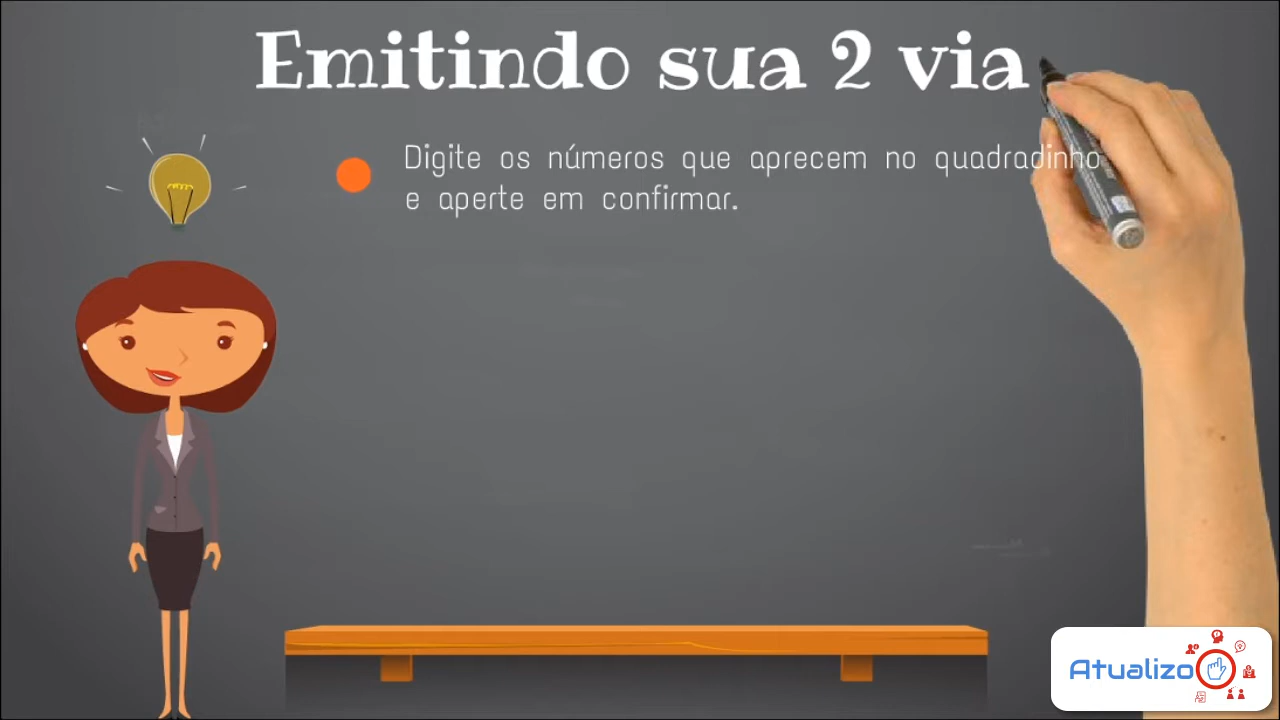 Emitindo sua 2 via
Digite os números que aprecem no quadradinho
e aperte em confirmar.
Atualizo